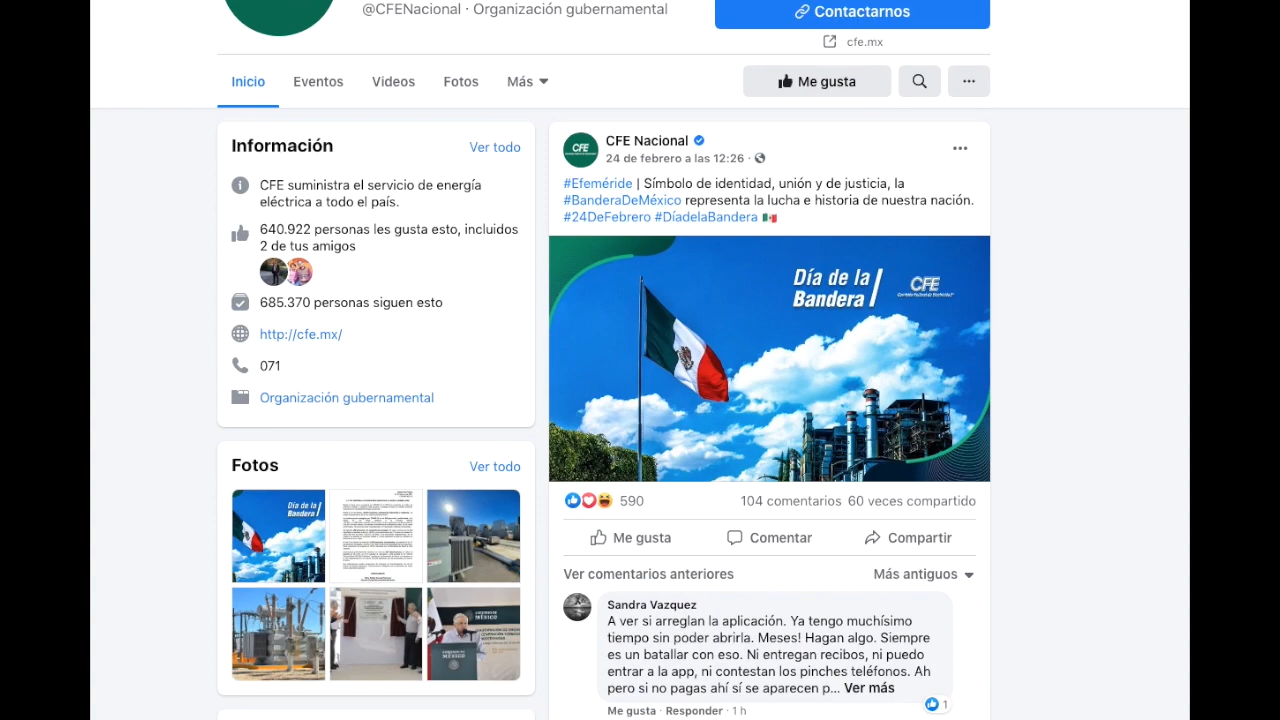 @CFENacional · Organización gubernamental
Contactarnos
cfe.mx
Inicio
Eventos
Videos
Fotos
Más
Me gusta
Información
Ver todo
CFE suministra el servicio de energía
eléctrica a todo el país.
640.922 personas les gusta esto, incluidos
2 de tus amigos
685.370 personas siguen esto
http://cfe.mx/
071
Organización gubernamental
Fotos
Ver todo
Día de la
Bandera
MÉXICO
MÉXICO
CFE
CFE Nacional
24 de febrero a las 12:26 ·
#Efeméride | Símbolo de identidad, unión y de justicia, la
#BanderaDeMéxico representa la lucha e historia de nuestra nación.
#24DeFebrero #DíadelaBandera
Día de la
Bandera
CFE
590
104 comentarios 60 veces compartido
Me gusta
Comentar
Compartir
Ver comentarios anteriores
Más antiguos
Sandra Vazquez
A ver si arreglan la aplicación. Ya tengo muchísimo
tiempo sin poder abrirla. Meses! Hagan algo. Siempre
es un batallar con eso. Ni entregan recibos, ni puedo
entrar a la app, ni contestan los pinches teléfonos. Ah
pero si no pagas ahí sí se aparecen p... Ver más
1
Me gusta · Responder · 1 h